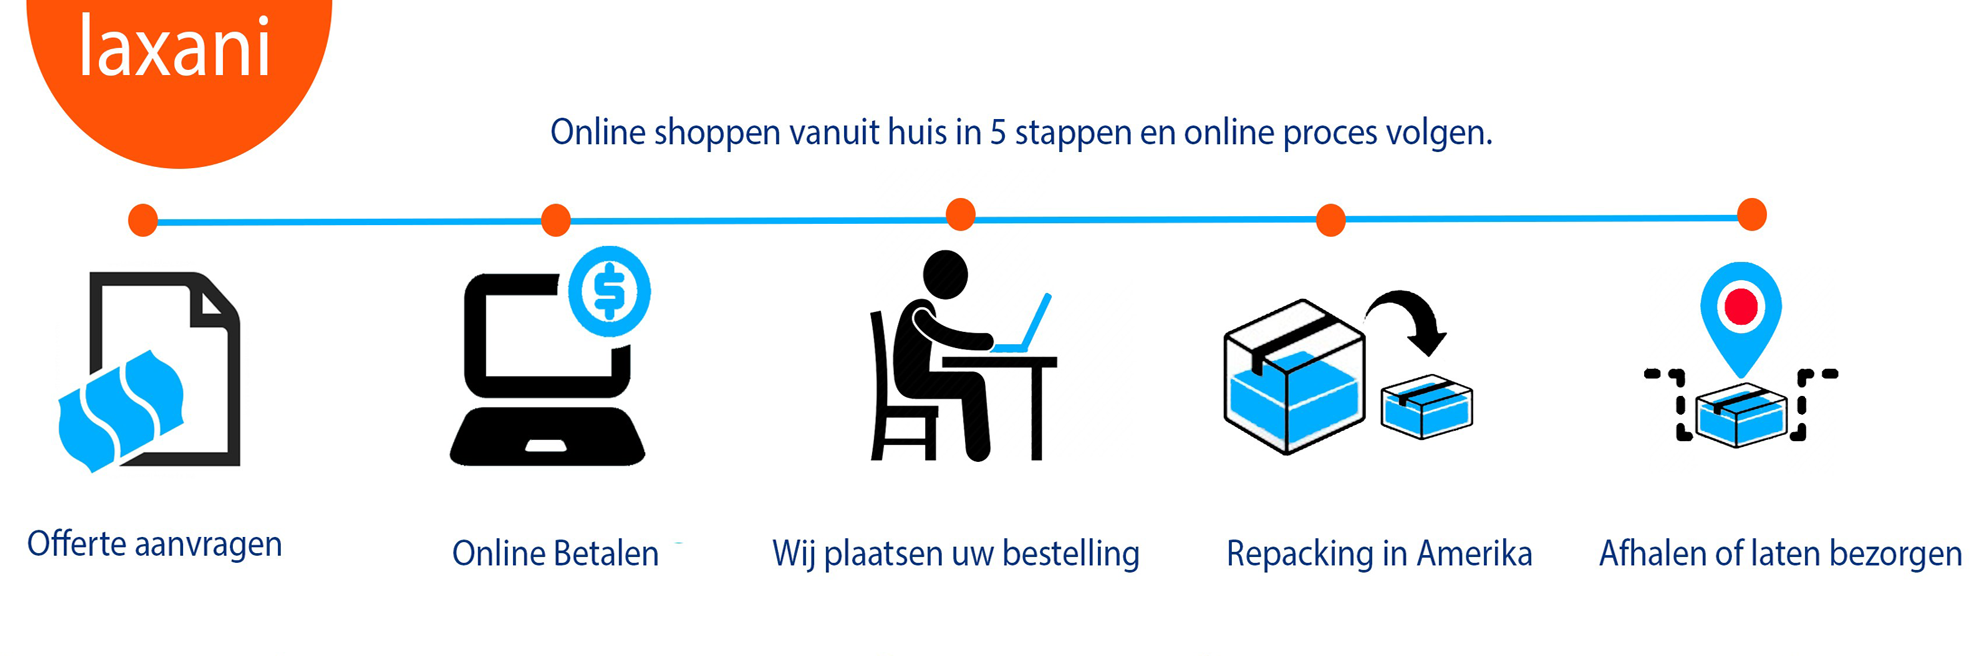 laxani
Online shoppen vanuit huis in 5 stappen en online proces volgen.
$
Offerte aanvragen
Online Betalen
Wij plaatsen uw bestelling
Repacking in Amerika
Afhalen of laten bezorgen